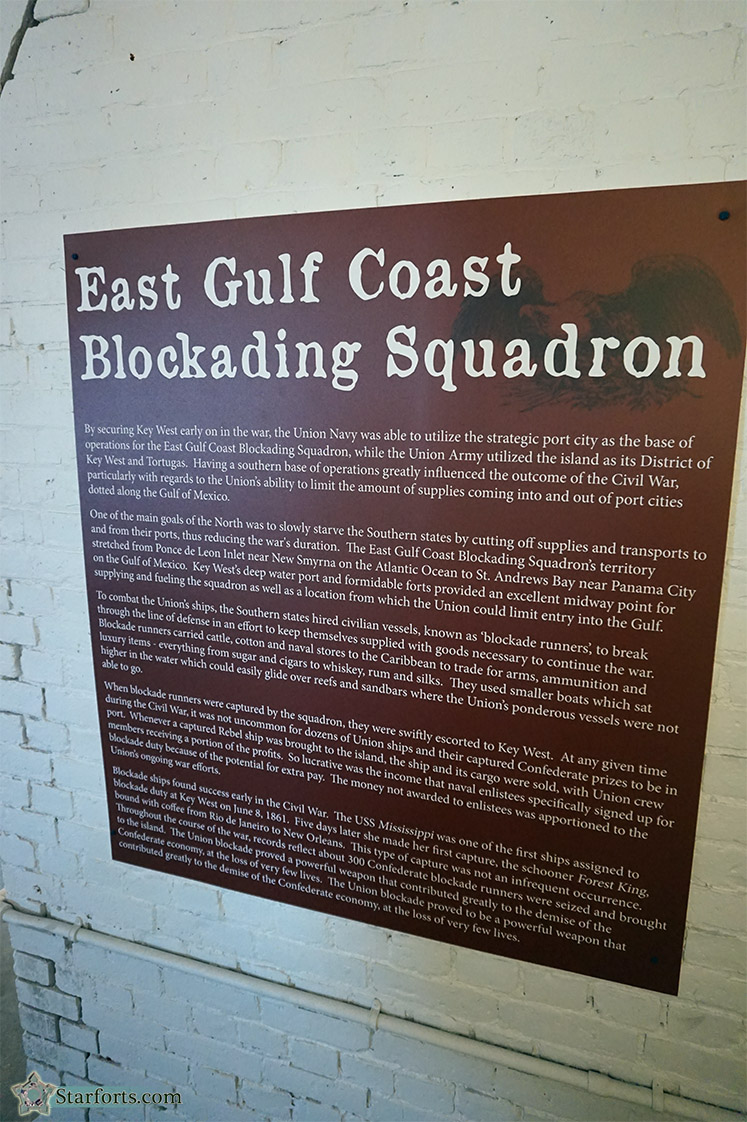 East Gulf Coast
Blockading Squadron
By securing Key West early on in the war, the Union Navy was able to utilize the strategic port city as the base of
operations for the East Gulf Coast Blockading Squadron, while the Union Army utilized the island as its District of
Key West and Tortugas. Having a southern base of operations greatly influenced the outcome of the Civil War,
particularly with regards to the Union's ability to limit the amount of supplies coming into and out of port cities
dotted along the Gulf of Mexico.
One of the main goals of the North was to slowly starve the Southern states by cutting off supplies and transports to
and from their ports, thus reducing the war's duration. The East Gulf Coast Blockading Squadron's territory
stretched from Ponce de Leon Inlet near New Smyrna on the Atlantic Ocean to St. Andrews Bay near Panama City
on the Gulf of Mexico. Key West's deep water port and formidable forts provided an excellent midway point for
supplying and fueling the squadron as well as a location from which the Union could limit entry into the Gulf.
To combat the Union's ships, the Southern states hired civilian vessels, known as 'blockade runners', to break
through the line of defense in an effort to keep themselves supplied with goods necessary to continue the war.
Blockade runners carried cattle, cotton and naval stores to the Caribbean to trade for arms, ammunition and
luxury items - everything from sugar and cigars to whiskey, rum and silks. They used smaller boats which sat
higher in the water which could easily glide over reefs and sandbars where the Union's ponderous vessels were not
able to go.
When blockade runners were captured by the squadron, they were swiftly escorted to Key West. At any given time
during the Civil War, it was not uncommon for dozens of Union ships and their captured Confederate prizes to be in
port. Whenever a captured Rebel ship was brought to the island, the ship and its cargo were sold, with Union crew
members receiving a portion of the profits. So lucrative was the income that naval enlistees specifically signed up for
blockade duty because of the potential for extra pay. The money not awarded to enlistees was apportioned to the
Union's ongoing war efforts.
Blockade ships found success early in the Civil War. The USS Mississippi was one of the first ships assigned to
blockade duty at Key West on June 8, 1861. Five days later she made her first capture, the schooner Forest King,
bound with coffee from Rio de Janeiro to New Orleans. This type of capture was not an infrequent occurrence.
Throughout the course of the war, records reflect about 300 Confederate blockade runners were seized and brought
to the island. The Union blockade proved a powerful weapon that contributed greatly to the demise of the
Confederate economy, at the loss of very few lives. The Union blockade proved to be a powerful weapon that
contributed greatly to the demise of the Confederate economy, at the loss of very few lives.
Starforts.com